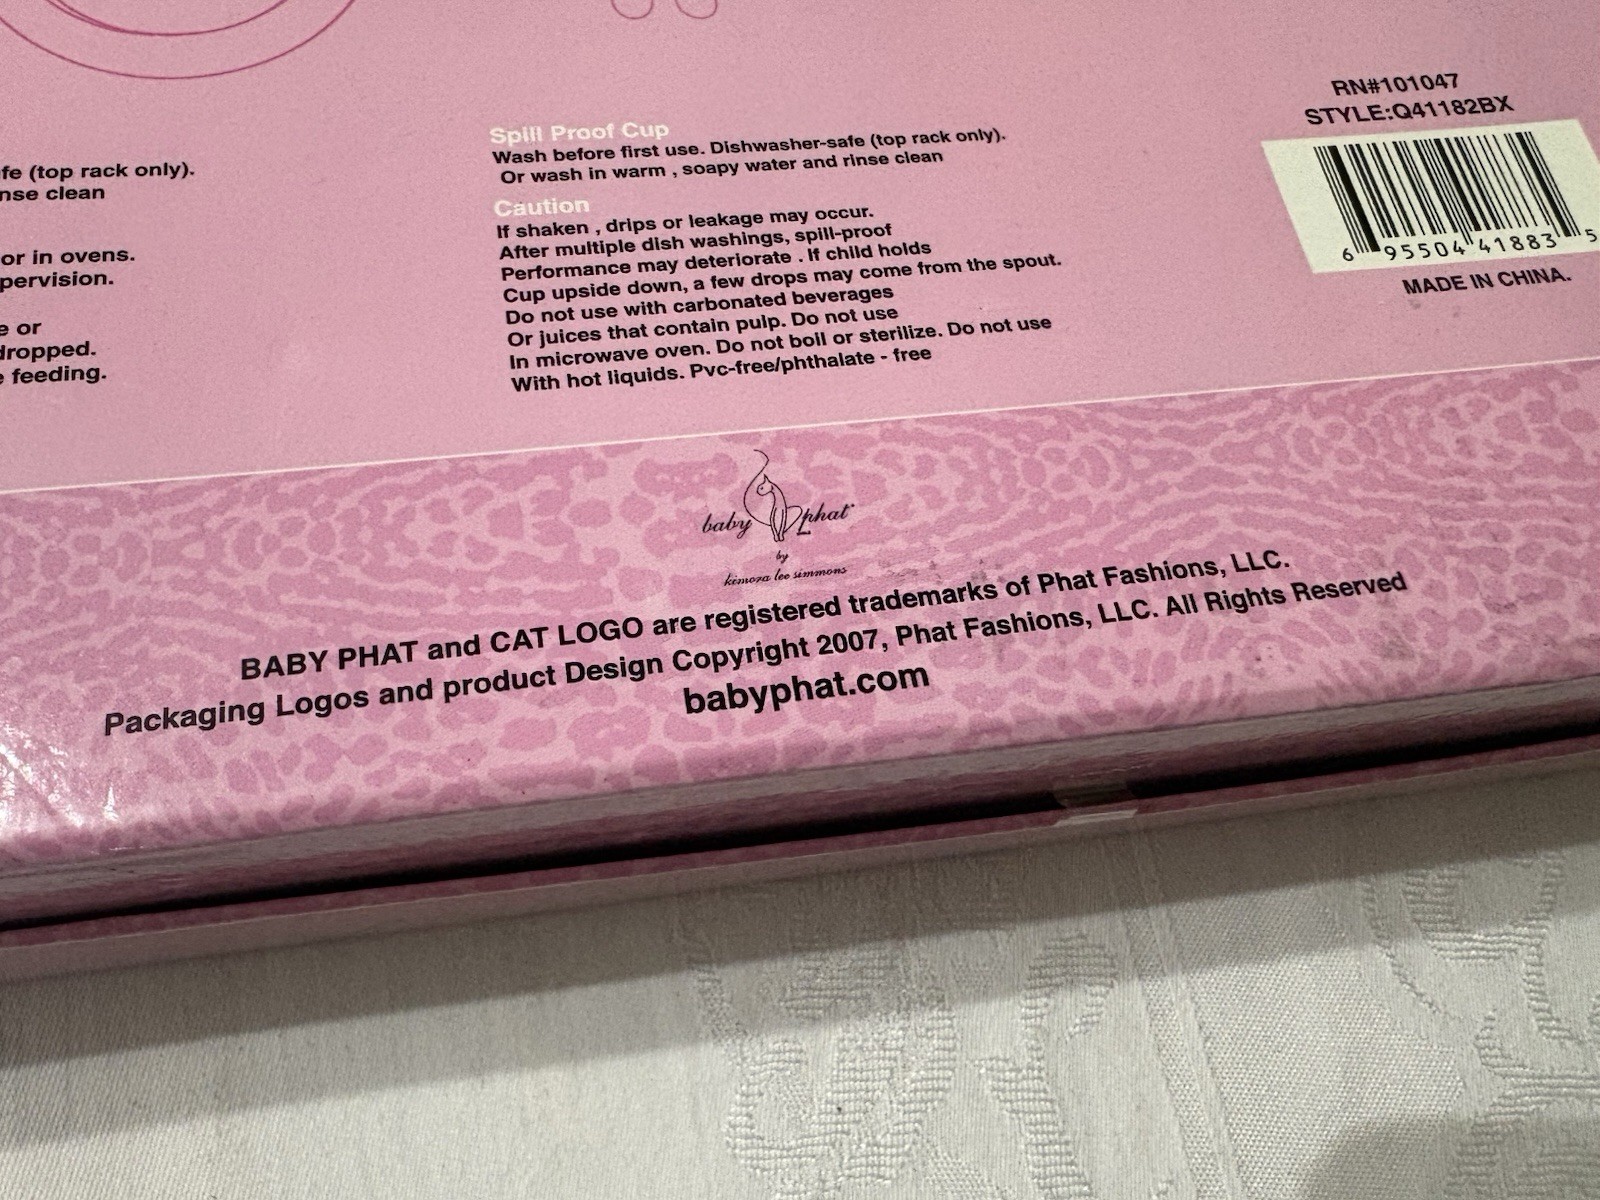 fe (top rack only).
nse clean
or in ovens.
pervision.
e or
dropped.
e feeding.
Spill Proof Cup
Wash before first use. Dishwasher-safe (top rack only).
Or wash in warm , soapy water and rinse clean
Caution
If shaken , drips or leakage may occur.
After multiple dish washings, spill-proof
Performance may deteriorate . If child holds
Cup upside down, a few drops may come from the spout.
Do not use with carbonated beverages
Or juices that contain pulp. Do not use
In microwave oven. Do not boil or sterilize. Do not use
With hot liquids. Pvc-free/phthalate - free
RN#101047
STYLE:Q41182BX
6 95504 41883 5
MADE IN CHINA.
baby phat
by
kimora lee simmons
BABY PHAT and CAT LOGO are registered trademarks of Phat Fashions, LLC.
Packaging Logos and product Design Copyright 2007, Phat Fashions, LLC. All Rights Reserved
babyphat.com